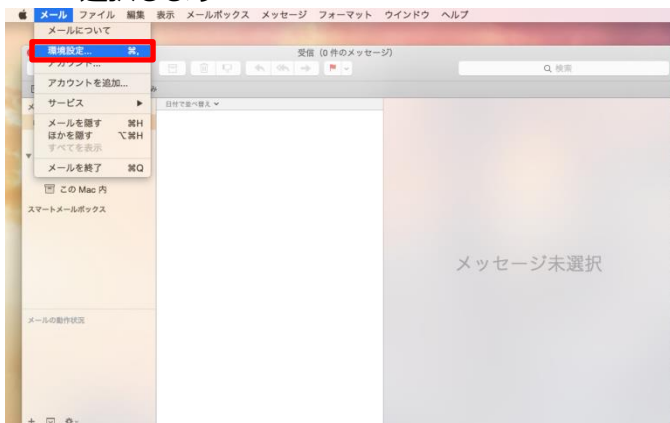 メール ファイル 編集 表示 メールボックス メッセージ フォーマット ウインドウ ヘルプ
メールについて
環境設定... ⌘,
アカウント...
アカウントを追加...
サービス ▶
メールを隠す ⌘H
ほかを隠す ⌥⌘H
すべてを表示
メールを終了 ⌘Q
受信 (0 件のメッセージ)
検索
日付で並べ替え
この Mac 内
スマートメールボックス
メッセージ未選択
メールの動作状況